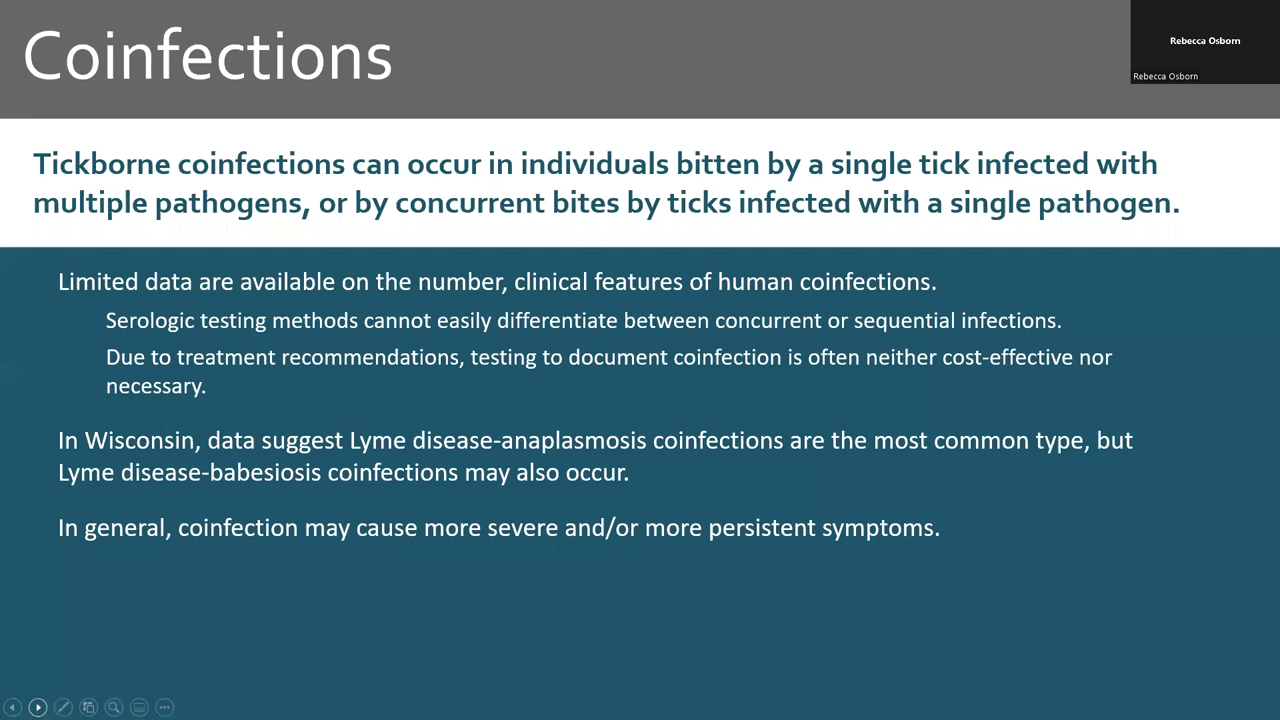 Coinfections
Rebecca Osborn
Rebecca Osborn
Tickborne coinfections can occur in individuals bitten by a single tick infected with
multiple pathogens, or by concurrent bites by ticks infected with a single pathogen.
Limited data are available on the number, clinical features of human coinfections.
Serologic testing methods cannot easily differentiate between concurrent or sequential infections.
Due to treatment recommendations, testing to document coinfection is often neither cost-effective nor
necessary.
In Wisconsin, data suggest Lyme disease-anaplasmosis coinfections are the most common type, but
Lyme disease-babesiosis coinfections may also occur.
In general, coinfection may cause more severe and/or more persistent symptoms.